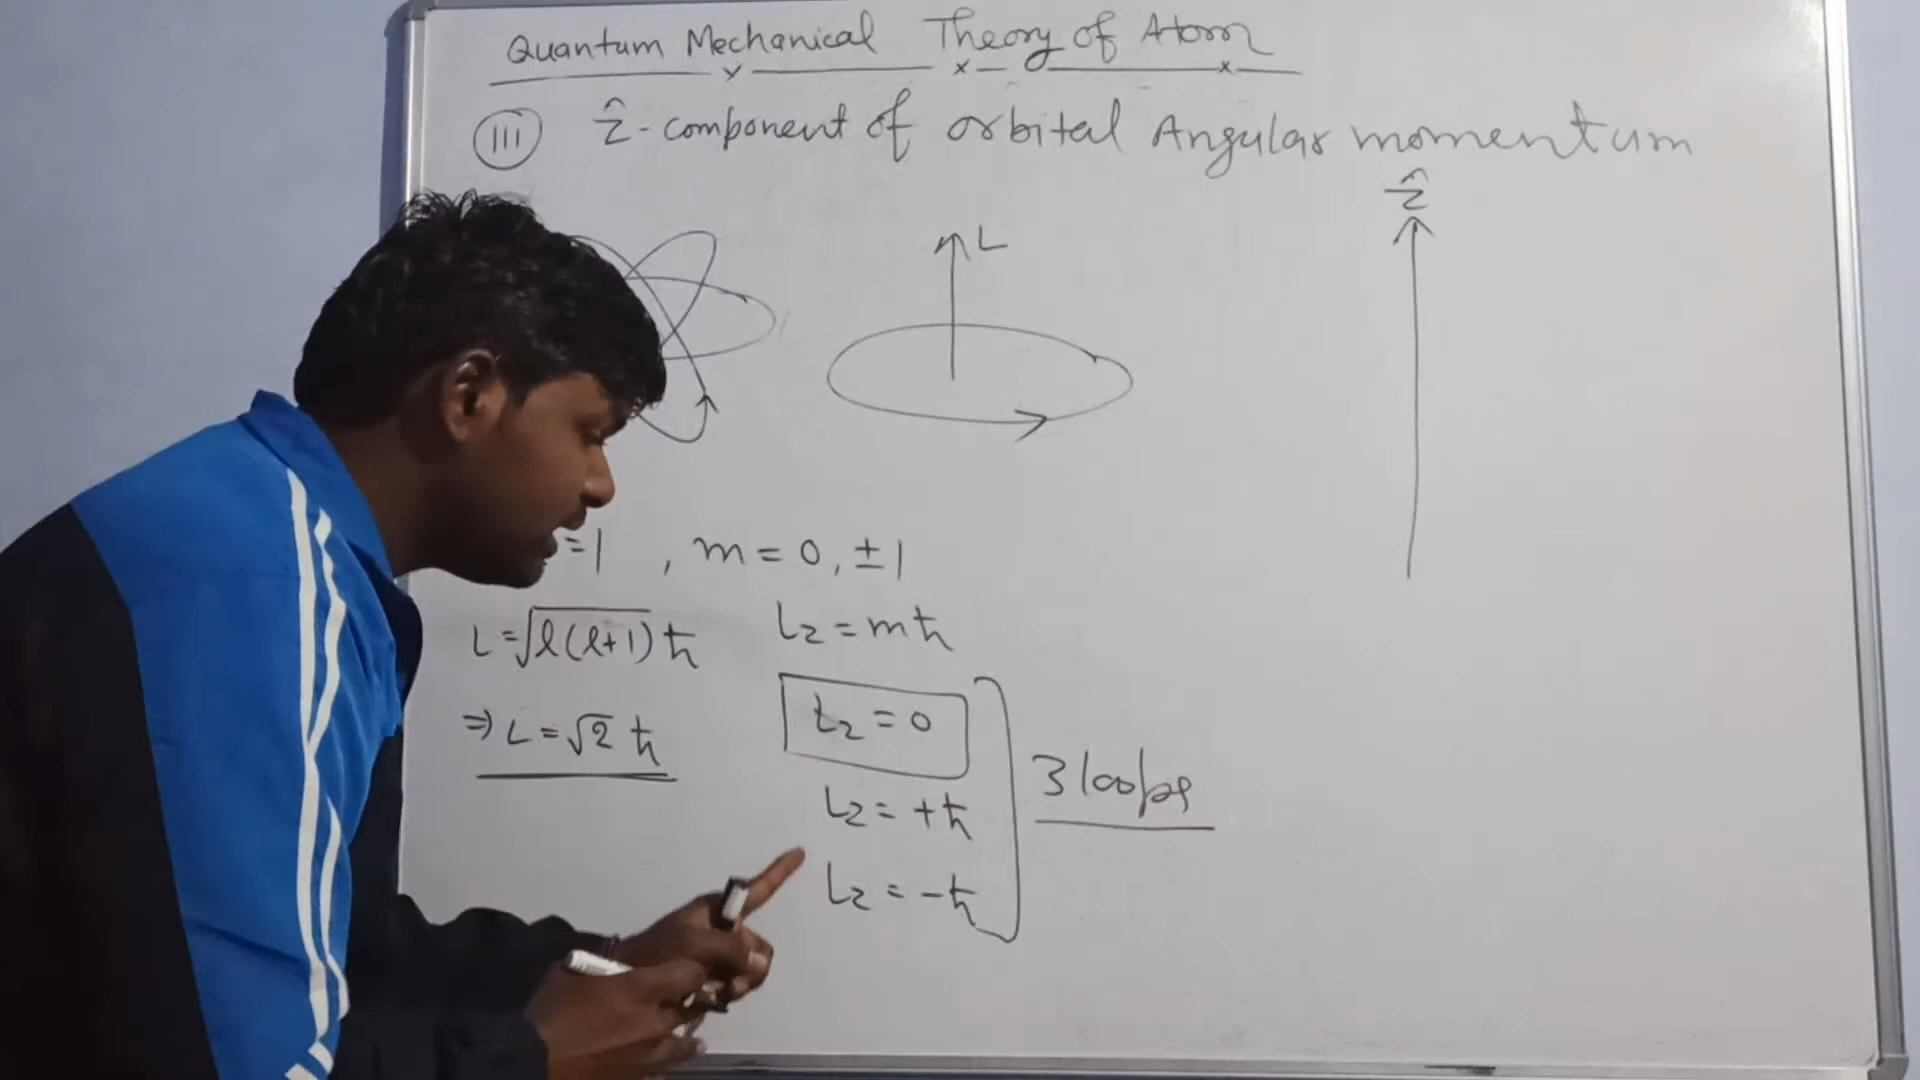 Quantum Mechanical Theory of Atom
III ẑ-component of orbital Angular momentum
ẑ
L
=1 , m = 0, ±1
L=√l(l+1) ħ
Lz = mħ
⇒ L = √2 ħ
Lz = 0
3 loops
Lz = +ħ
Lz = -ħ